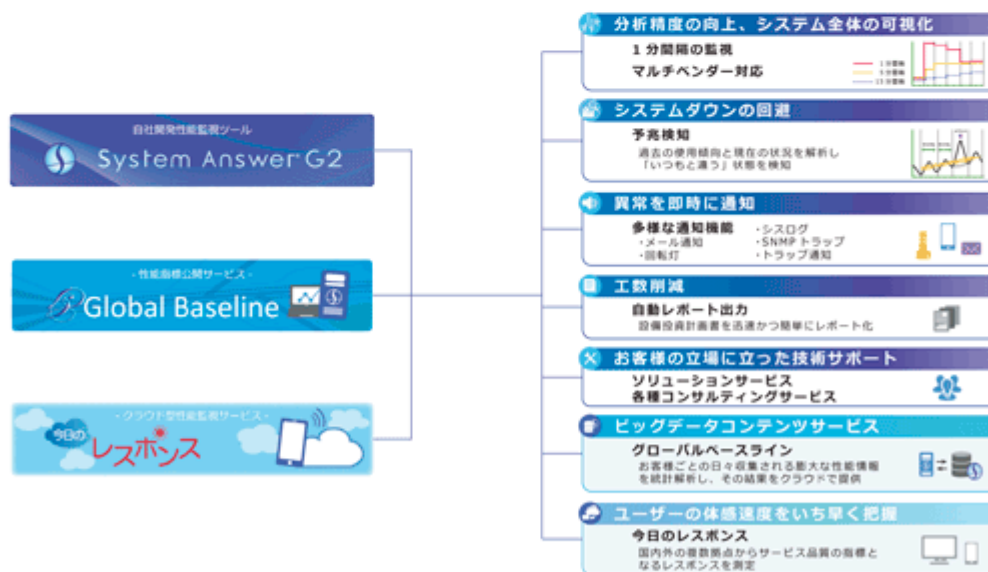 自社開発性能監視ツール
System Answer G2
- 性能指標公開サービス -
Global Baseline
- クラウド型性能監視サービス -
今日の
レスポンス
分析精度の向上、システム全体の可視化
1分間隔の監視
マルチベンダー対応
1分間隔
5分間隔
15分間隔
システムダウンの回避
予兆検知
過去の使用傾向と現在の状況を解析し
「いつもと違う」状態を検知
異常を即時に通知
多様な通知機能
・メール通知
・回転灯
・シスログ
・SNMPトラップ
・トラップ通知
工数削減
自動レポート出力
設備投資計画書を迅速かつ簡単にレポート化
お客様の立場に立った技術サポート
ソリューションサービス
各種コンサルティングサービス
ビッグデータコンテンツサービス
グローバルベースライン
お客様ごとの日々収集される膨大な性能情報
を統計解析し、その結果をクラウドで提供
ユーザーの体感速度をいち早く把握
今日のレスポンス
国内外の複数拠点からサービス品質の指標と
なるレスポンスを測定